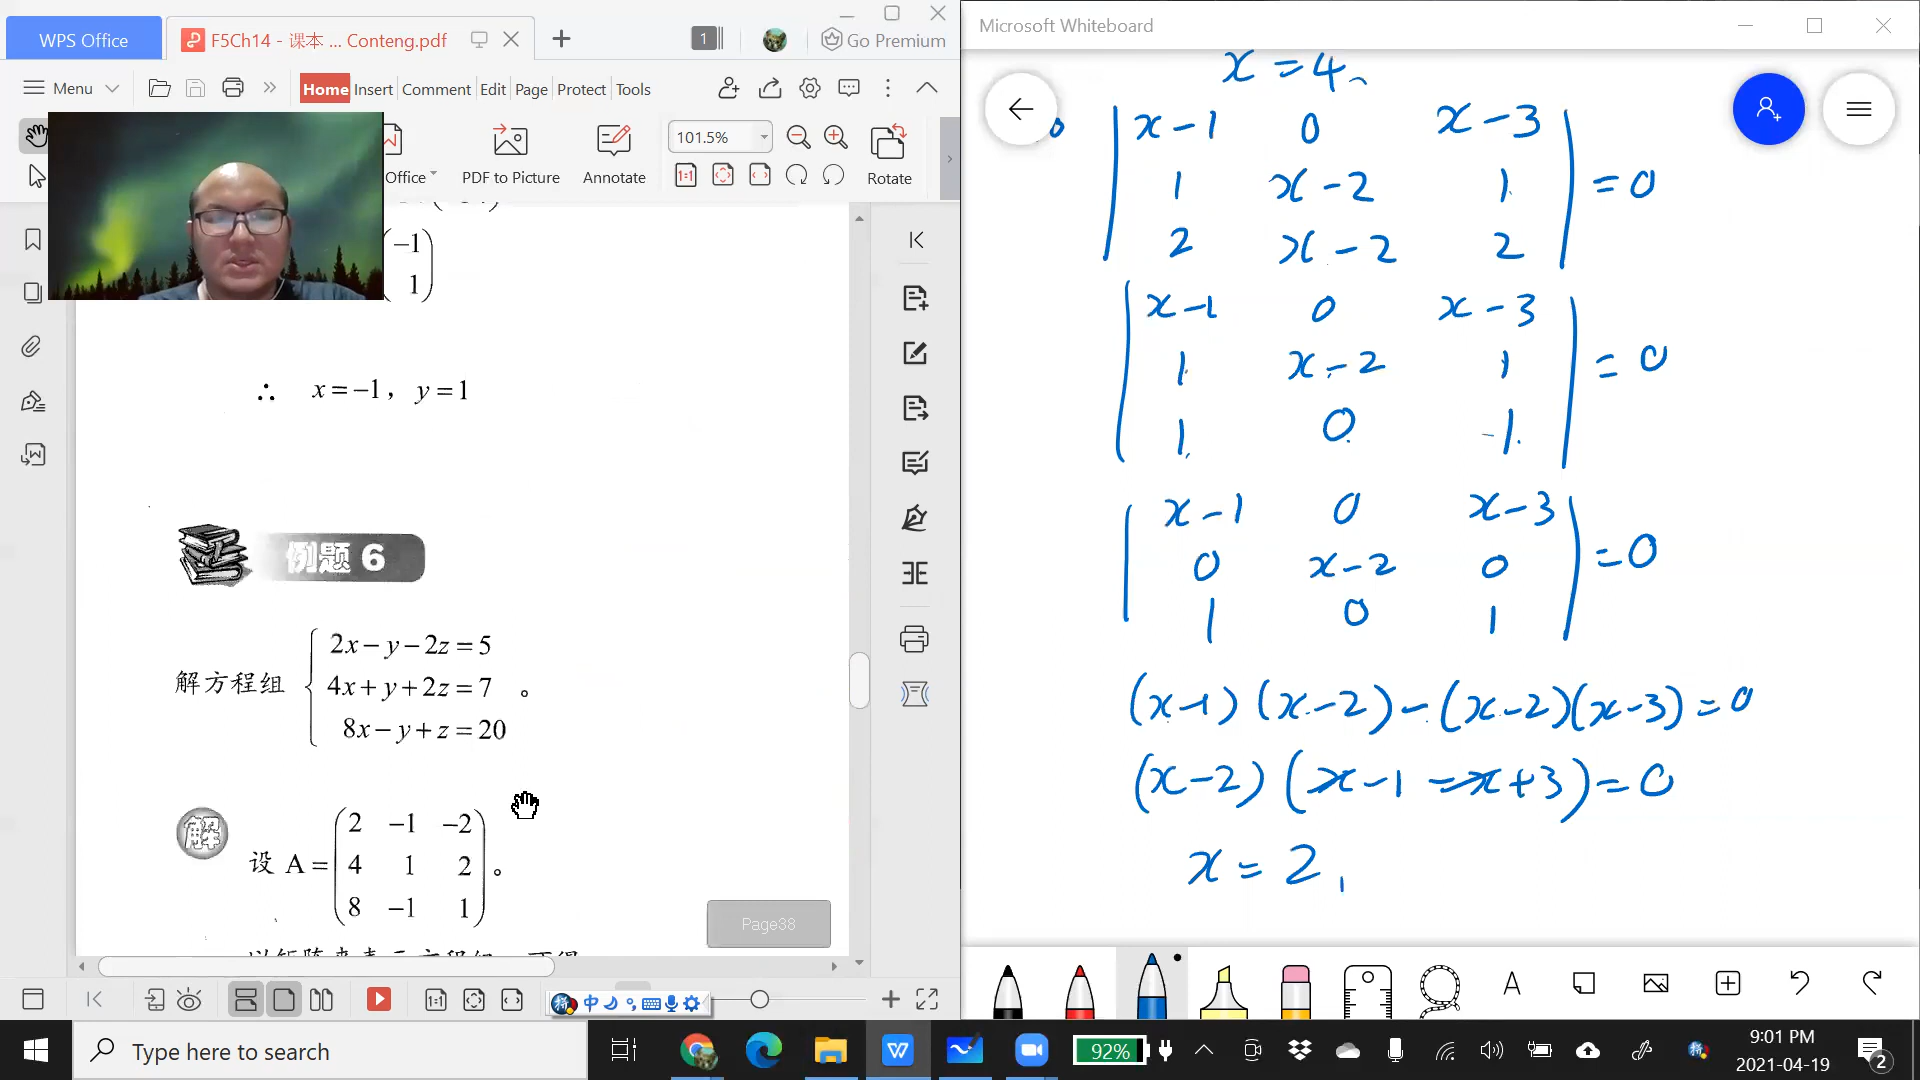 WPS Office
F5Ch14 - 课本 ... Conteng.pdf
1
Go Premium
Menu
Home Insert Comment Edit Page Protect Tools
Office
PDF to Picture
Annotate
101.5%
Rotate
-1
1
∴ x = −1, y = 1
例题 6
解方程组
2x − y − 2z = 5
4x + y + 2z = 7 。
8x − y + z = 20
解
设 A =
2 −1 −2
4 1 2 。
8 −1 1
Page38
中
Microsoft Whiteboard
x = 4
x−1 0 x−3
1 x−2 1 = 0
2 x−2 2
x−1 0 x−3
1 x−2 1 = 0
1 0 -1
x−1 0 x−3
0 x−2 0 = 0
1 0 1
(x−1)(x−2)−(x−2)(x−3)=0
(x−2)(x−1−x+3)=0
x = 2
Type here to search
92%
9:01 PM
2021-04-19
2